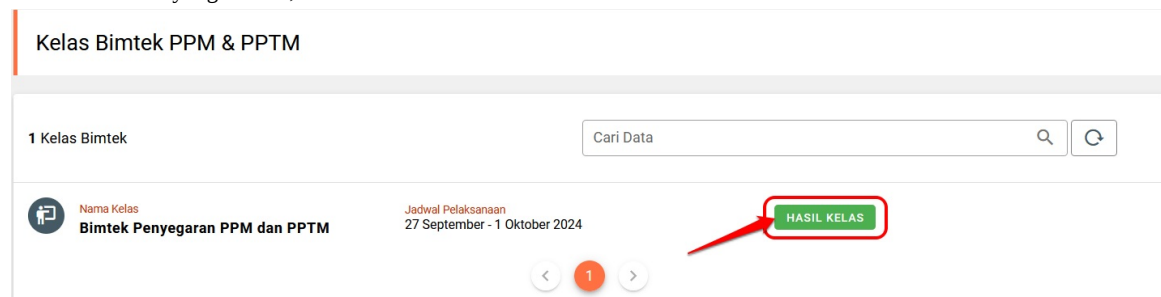 Kelas Bimtek PPM & PPTM
1 Kelas Bimtek
Cari Data
Nama Kelas
Bimtek Penyegaran PPM dan PPTM
Jadwal Pelaksanaan
27 September - 1 Oktober 2024
HASIL KELAS
1